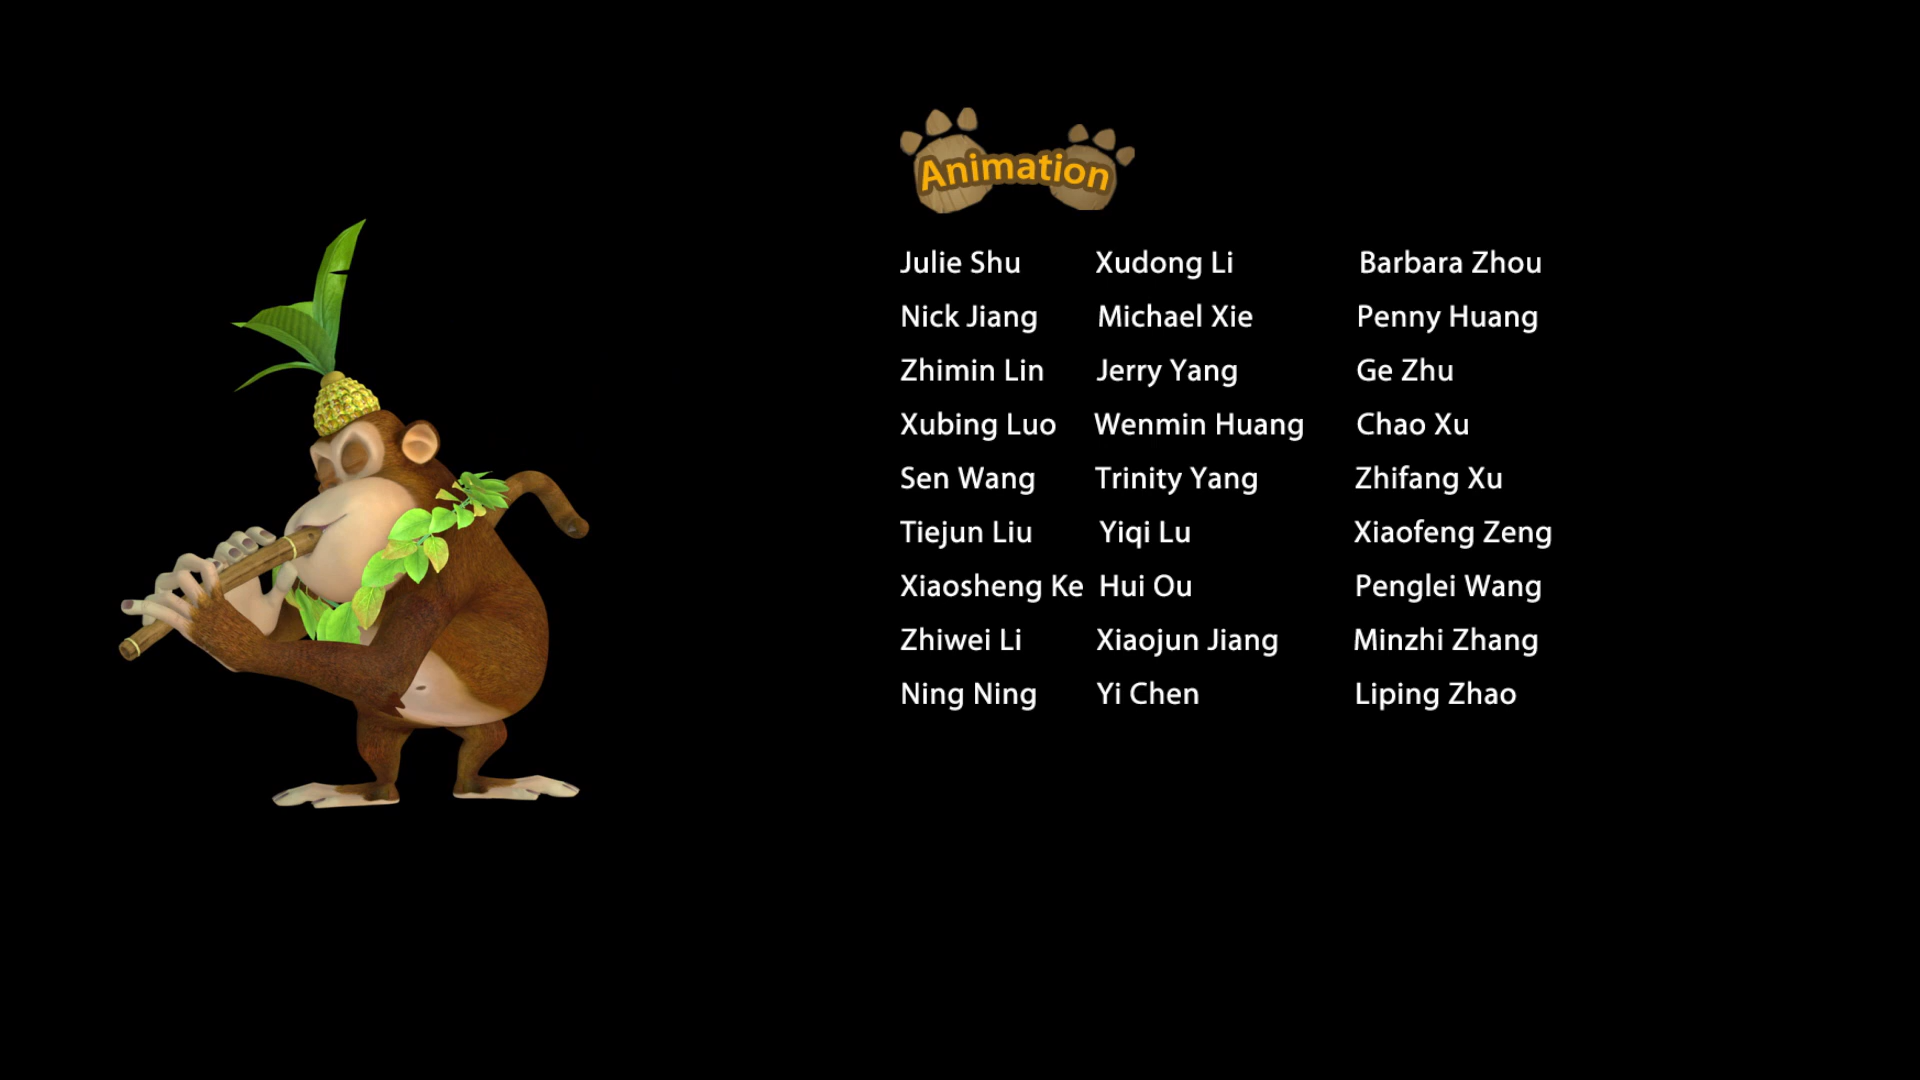 Animation
Julie Shu Xudong Li Barbara Zhou
Nick Jiang Michael Xie Penny Huang
Zhimin Lin Jerry Yang Ge Zhu
Xubing Luo Wenmin Huang Chao Xu
Sen Wang Trinity Yang Zhifang Xu
Tiejun Liu Yiqi Lu Xiaofeng Zeng
Xiaosheng Ke Hui Ou Penglei Wang
Zhiwei Li Xiaojun Jiang Minzhi Zhang
Ning Ning Yi Chen Liping Zhao